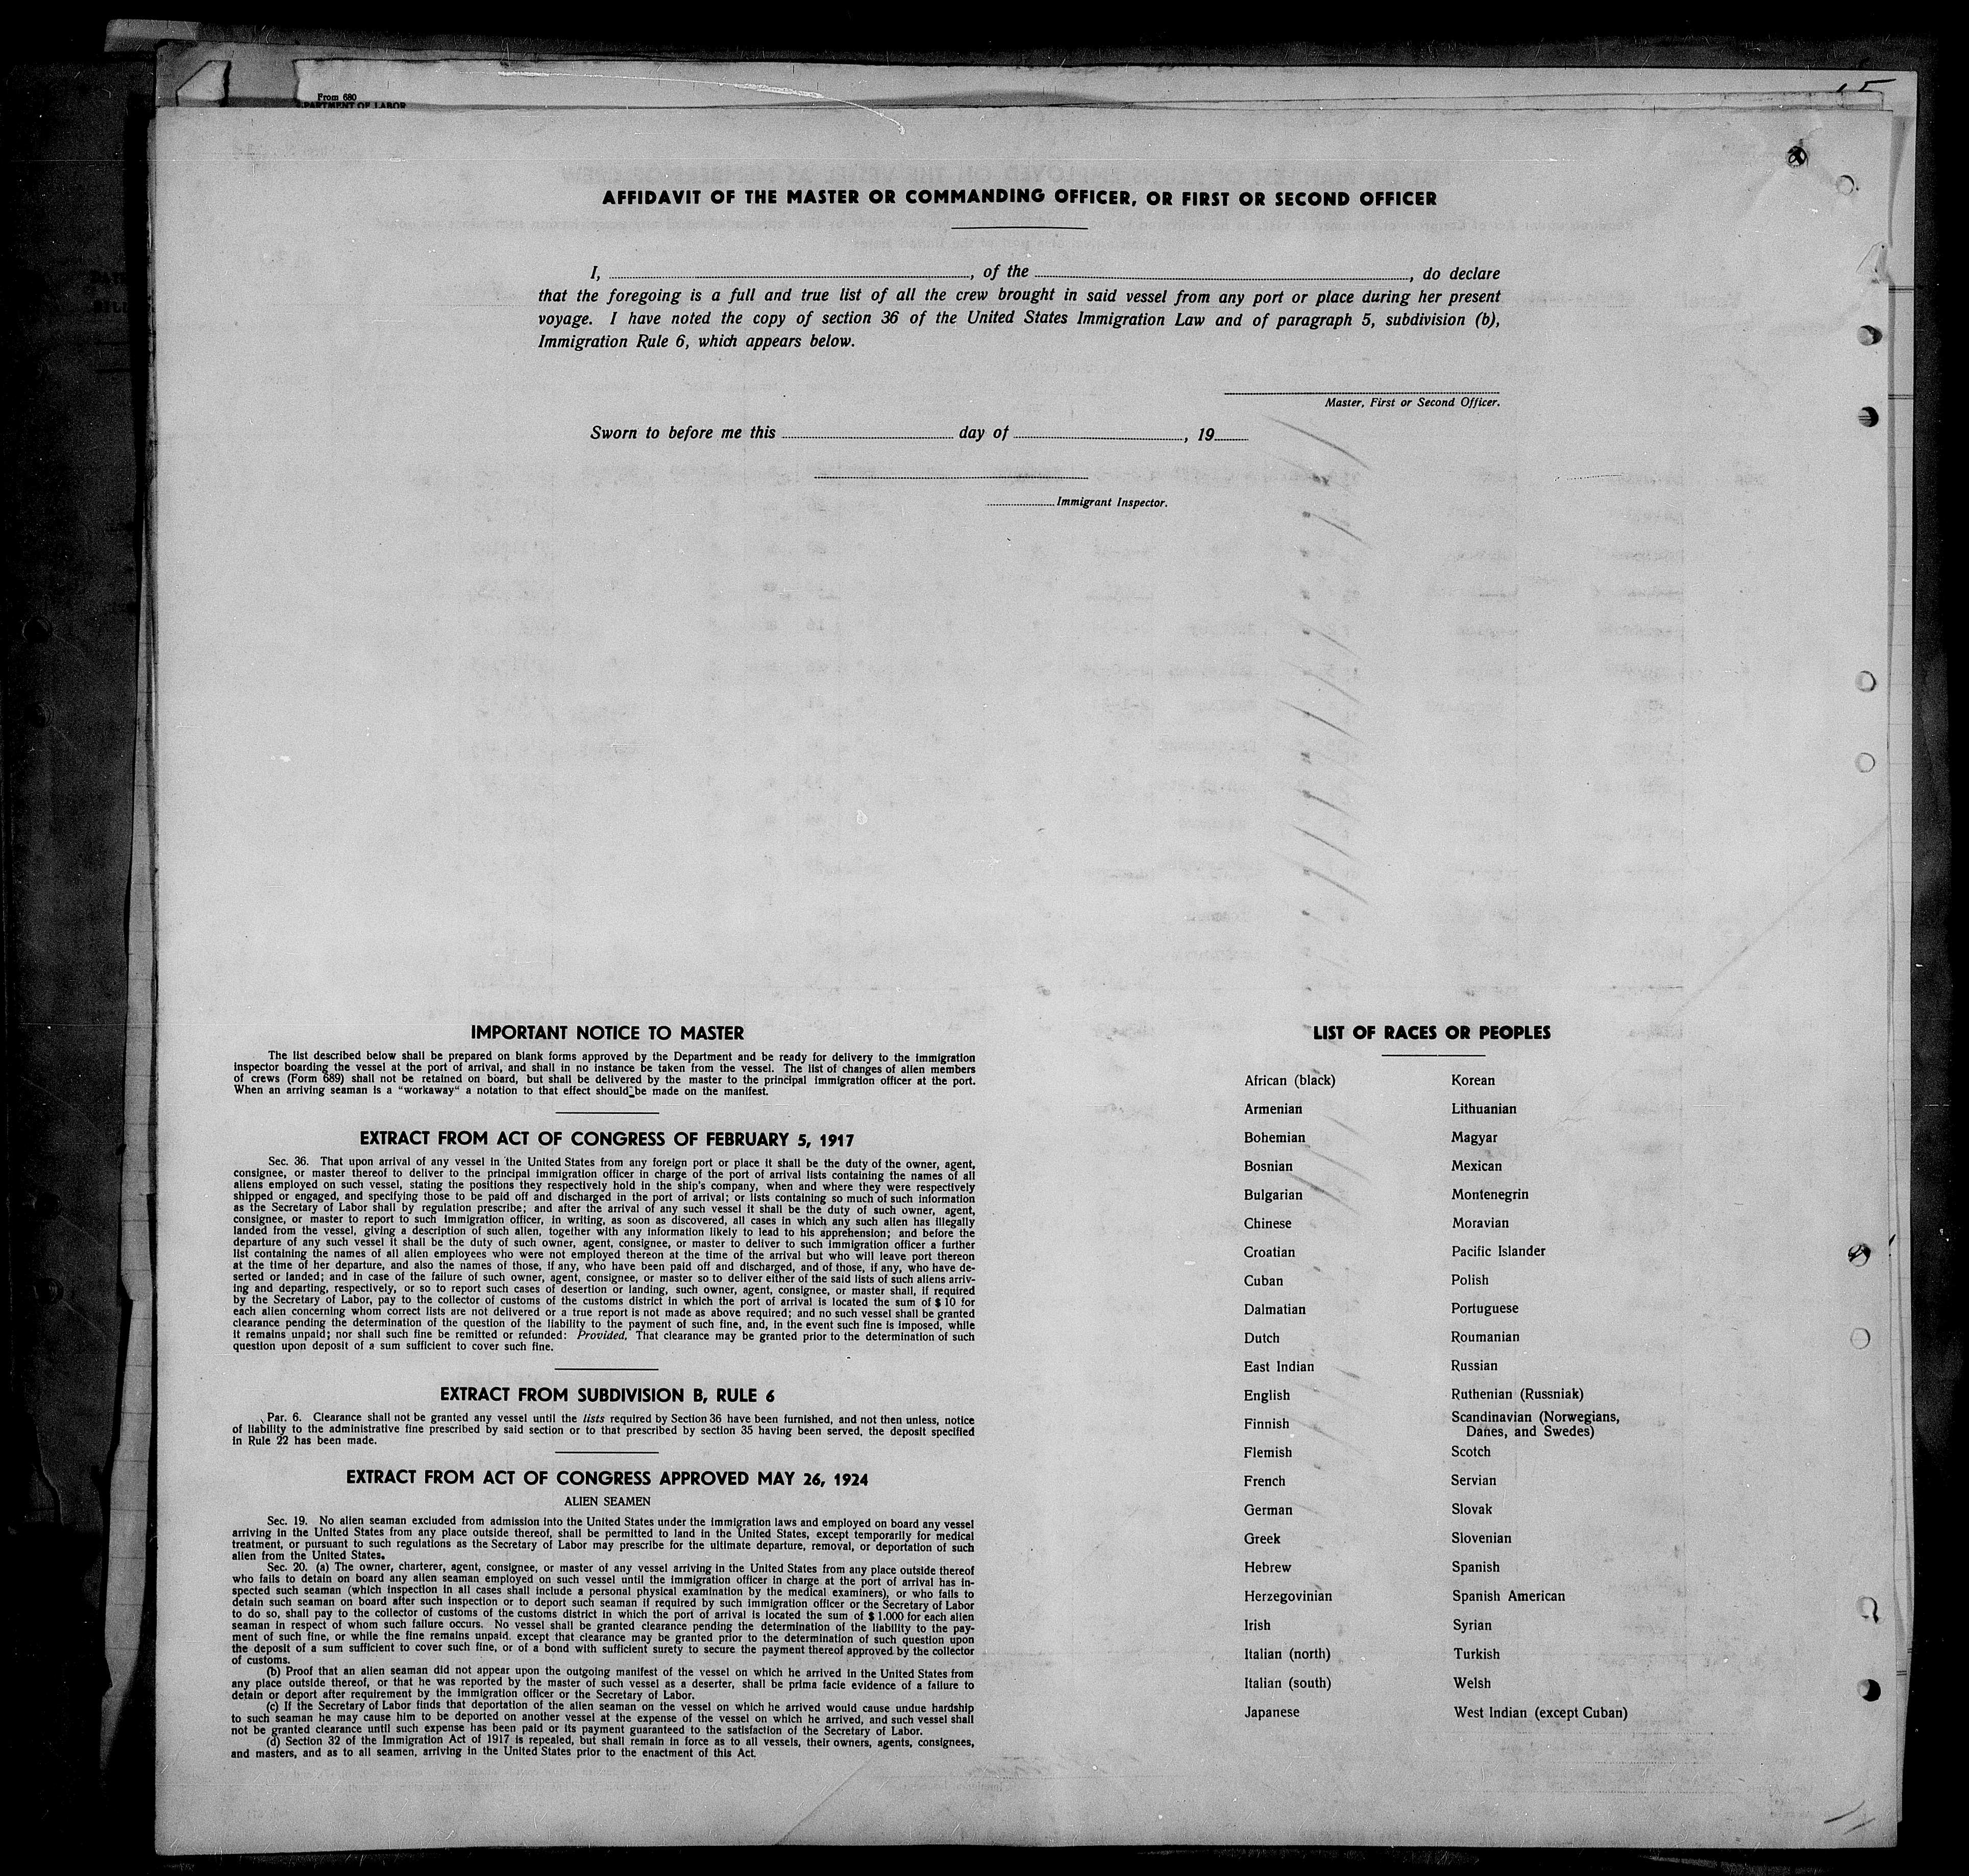 From 680
PARTMENT OF LABOR
AFFIDAVIT OF THE MASTER OR COMMANDING OFFICER, OR FIRST OR SECOND OFFICER
I, , of the , do declare
that the foregoing is a full and true list of all the crew brought in said vessel from any port or place during her present
voyage. I have noted the copy of section 36 of the United States Immigration Law and of paragraph 5, subdivision (b),
Immigration Rule 6, which appears below.
Master, First or Second Officer.
Sworn to before me this day of , 19
Immigrant Inspector.
IMPORTANT NOTICE TO MASTER
The list described below shall be prepared on blank forms approved by the Department and be ready for delivery to the immigration
inspector boarding the vessel at the port of arrival, and shall in no instance be taken from the vessel. The list of changes of alien members
of crews (Form 689) shall not be retained on board, but shall be delivered by the master to the principal immigration officer at the port.
When an arriving seaman is a "workaway" a notation to that effect should be made on the manifest.
EXTRACT FROM ACT OF CONGRESS OF FEBRUARY 5, 1917
Sec. 36. That upon arrival of any vessel in the United States from any foreign port or place it shall be the duty of the owner, agent,
consignee, or master thereof to deliver to the principal immigration officer in charge of the port of arrival lists containing the names of all
aliens employed on such vessel, stating the positions they respectively hold in the ship's company, when and where they were respectively
shipped or engaged, and specifying those to be paid off and discharged in the port of arrival; or lists containing so much of such information
as the Secretary of Labor shall by regulation prescribe; and after the arrival of any such vessel it shall be the duty of such owner, agent,
consignee, or master to report to such immigration officer, in writing, as soon as discovered, all cases in which any such alien has illegally
landed from the vessel, giving a description of such alien, together with any information likely to lead to his apprehension; and before the
departure of any such vessel it shall be the duty of such owner, agent, consignee, or master to deliver to such immigration officer a further
list containing the names of all alien employees who were not employed thereon at the time of the arrival but who will leave port thereon
at the time of her departure, and also the names of those, if any, who have been paid off and discharged, and of those, if any, who have de-
serted or landed; and in case of the failure of such owner, agent, consignee, or master so to deliver either of the said lists of such aliens arriv-
ing and departing, respectively, or so to report such cases of desertion or landing, such owner, agent, consignee, or master shall, if required
by the Secretary of Labor, pay to the collector of customs of the customs district in which the port of arrival is located the sum of $ 10 for
each alien concerning whom correct lists are not delivered or a true report is not made as above required; and no such vessel shall be granted
clearance pending the determination of the question of the liability to the payment of such fine, and, in the event such fine is imposed, while
it remains unpaid; nor shall such fine be remitted or refunded: Provided, That clearance may be granted prior to the determination of such
question upon deposit of a sum sufficient to cover such fine.
EXTRACT FROM SUBDIVISION B, RULE 6
Par. 6. Clearance shall not be granted any vessel until the lists required by Section 36 have been furnished, and not then unless, notice
of liability to the administrative fine prescribed by said section or to that prescribed by section 35 having been served, the deposit specified
in Rule 22 has been made.
EXTRACT FROM ACT OF CONGRESS APPROVED MAY 26, 1924
ALIEN SEAMEN
Sec. 19. No alien seaman excluded from admission into the United States under the immigration laws and employed on board any vessel
arriving in the United States from any place outside thereof, shall be permitted to land in the United States, except temporarily for medical
treatment, or pursuant to such regulations as the Secretary of Labor may prescribe for the ultimate departure, removal, or deportation of such
alien from the United States.
Sec. 20. (a) The owner, charterer, agent, consignee, or master of any vessel arriving in the United States from any place outside thereof
who fails to detain on board any alien seaman employed on such vessel until the immigration officer in charge at the port of arrival has in-
spected such seaman (which inspection in all cases shall include a personal physical examination by the medical examiners), or who fails to
detain such seaman on board after such inspection or to deport such seaman if required by such immigration officer or the Secretary of Labor
to do so, shall pay to the collector of customs of the customs district in which the port of arrival is located the sum of $ 1.000 for each alien
seaman in respect of whom such failure occurs. No vessel shall be granted clearance pending the determination of the liability to the pay-
ment of such fine, or while the fine remains unpaid. except that clearance may be granted prior to the determination of such question upon
the deposit of a sum sufficient to cover such fine, or of a bond with sufficient surety to secure the payment thereof approved by the collector
of customs.
(b) Proof that an alien seaman did not appear upon the outgoing manifest of the vessel on which he arrived in the United States from
any place outside thereof, or that he was reported by the master of such vessel as a deserter, shall be prima facie evidence of a failure to
detain or deport after requirement by the immigration officer or the Secretary of Labor.
(c) If the Secretary of Labor finds that deportation of the alien seaman on the vessel on which he arrived would cause undue hardship
to such seaman he may cause him to be deported on another vessel at the expense of the vessel on which he arrived, and such vessel shall
not be granted clearance until such expense has been paid or its payment guaranteed to the satisfaction of the Secretary of Labor.
(d) Section 32 of the Immigration Act of 1917 is repealed, but shall remain in force as to all vessels, their owners, agents, consignees,
and masters, and as to all seamen, arriving in the United States prior to the enactment of this Act.
LIST OF RACES OR PEOPLES
African (black) Korean
Armenian Lithuanian
Bohemian Magyar
Bosnian Mexican
Bulgarian Montenegrin
Chinese Moravian
Croatian Pacific Islander
Cuban Polish
Dalmatian Portuguese
Dutch Roumanian
East Indian Russian
English Ruthenian (Russniak)
Finnish Scandinavian (Norwegians,
Danes, and Swedes)
Flemish Scotch
French Servian
German Slovak
Greek Slovenian
Hebrew Spanish
Herzegovinian Spanish American
Irish Syrian
Italian (north) Turkish
Italian (south) Welsh
Japanese West Indian (except Cuban)